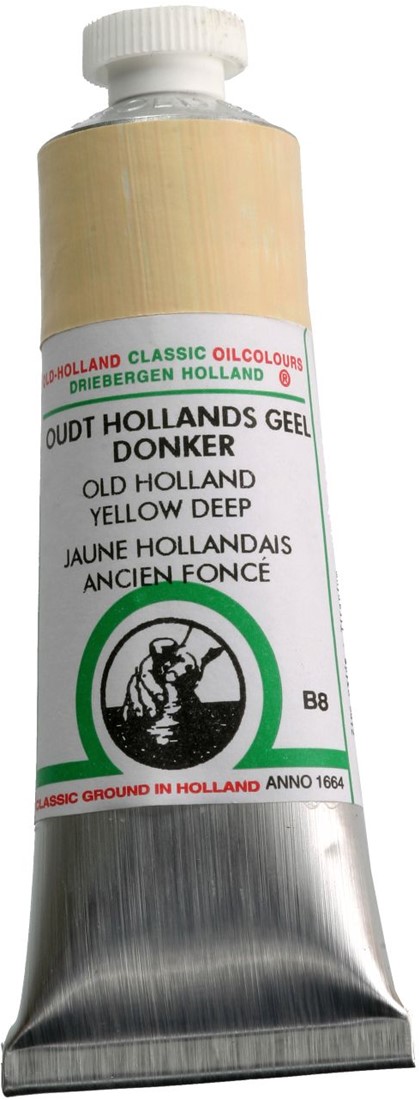 OLD-HOLLAND CLASSIC OILCOLOURS
DRIEBERGEN HOLLAND ®
OUDT HOLLANDS GEEL
DONKER
OLD HOLLAND
YELLOW DEEP
JAUNE HOLLANDAIS
ANCIEN FONCÉ
B8
CLASSIC GROUND IN HOLLAND ANNO 1664